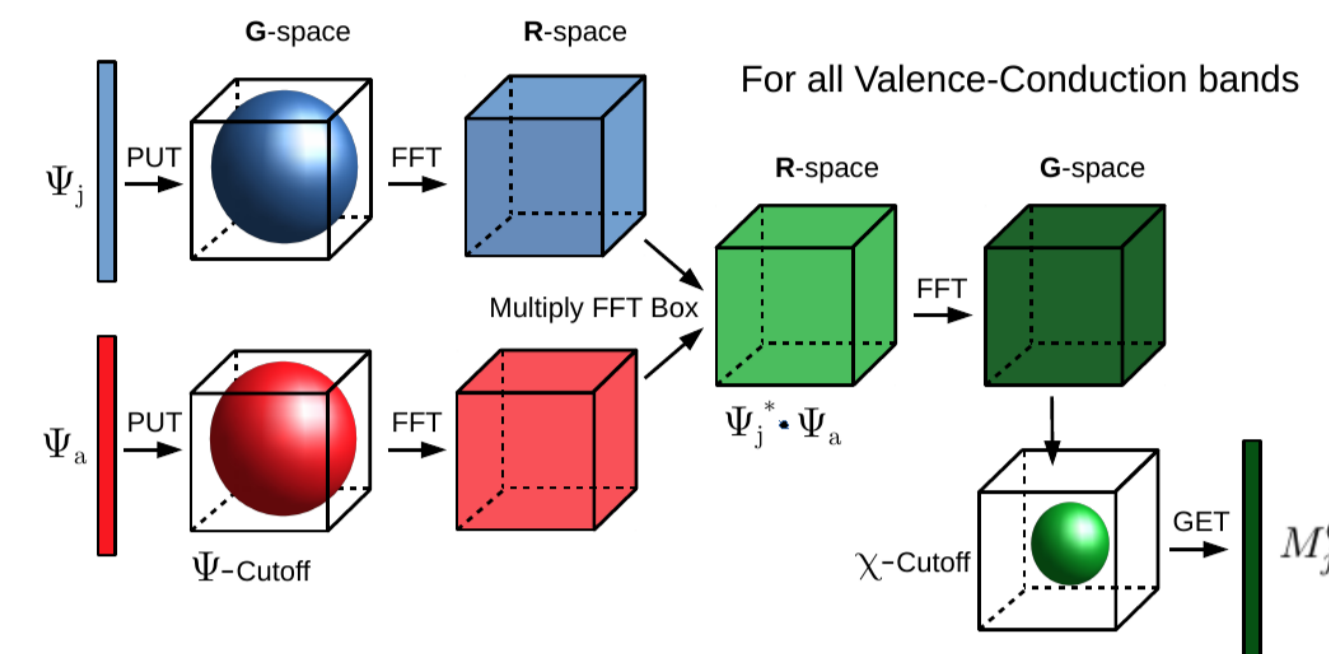 G-space
R-space
For all Valence-Conduction bands
Ψj
PUT
FFT
R-space
G-space
Multiply FFT Box
FFT
Ψa
PUT
FFT
Ψj* · Ψa
Ψ-Cutoff
χ-Cutoff
GET
M